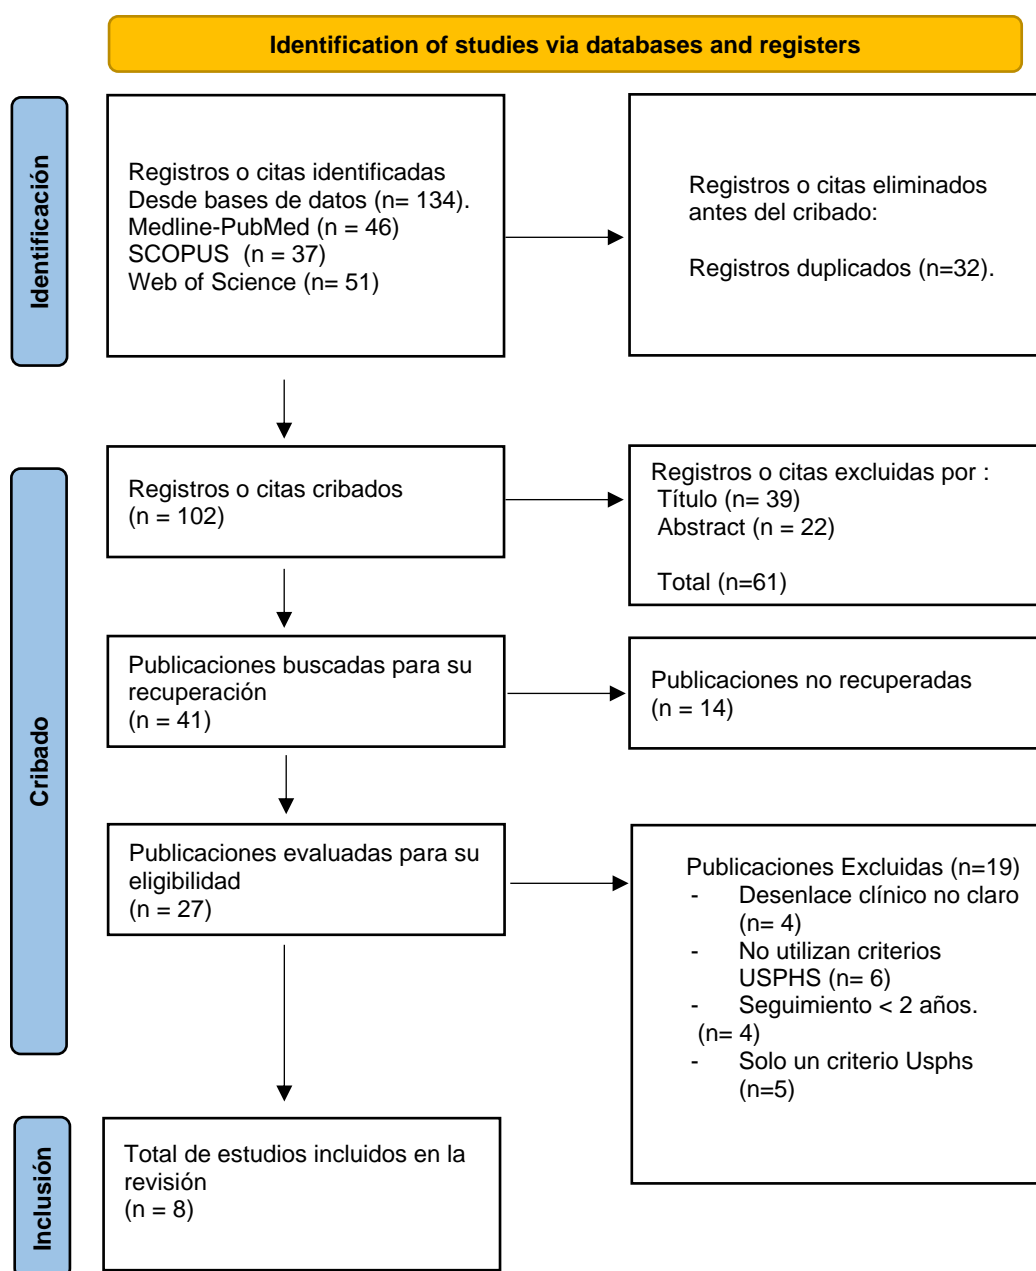 Identification of studies via databases and registers
Identificación
Registros o citas identificadas
Desde bases de datos (n= 134).
Medline-PubMed (n = 46)
SCOPUS  (n = 37)
Web of Science (n= 51)
Registros o citas eliminados
antes del cribado:
Registros duplicados (n=32).
Cribado
Registros o citas cribados
(n = 102)
Registros o citas excluidas por :
Título (n= 39)
Abstract (n = 22)
Total (n=61)
Publicaciones buscadas para su
recuperación
(n = 41)
Publicaciones no recuperadas
(n = 14)
Publicaciones evaluadas para su
eligibilidad
(n = 27)
Publicaciones Excluidas (n=19)
- Desenlace clínico no claro
(n= 4)
- No utilizan criterios
USPHS (n= 6)
- Seguimiento < 2 años.
(n= 4)
- Solo un criterio Usphs
(n=5)
Inclusión
Total de estudios incluidos en la
revisión
(n = 8)